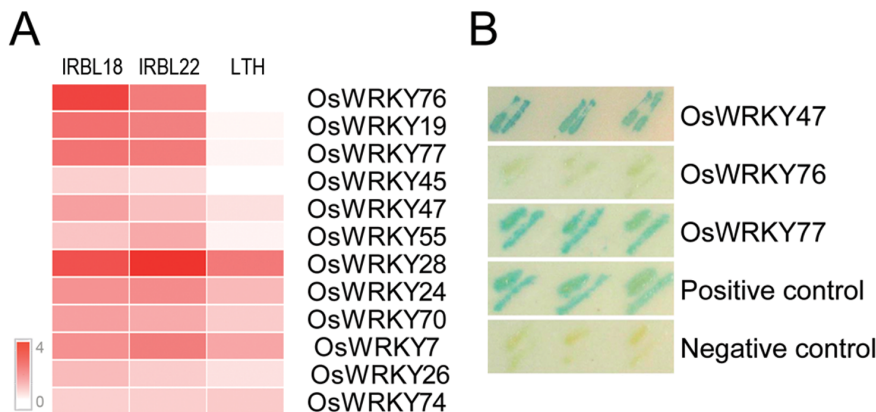 A
IRBL18 IRBL22 LTH
OsWRKY76
OsWRKY19
OsWRKY77
OsWRKY45
OsWRKY47
OsWRKY55
OsWRKY28
OsWRKY24
OsWRKY70
OsWRKY7
OsWRKY26
OsWRKY74
4
0
B
OsWRKY47
OsWRKY76
OsWRKY77
Positive control
Negative control